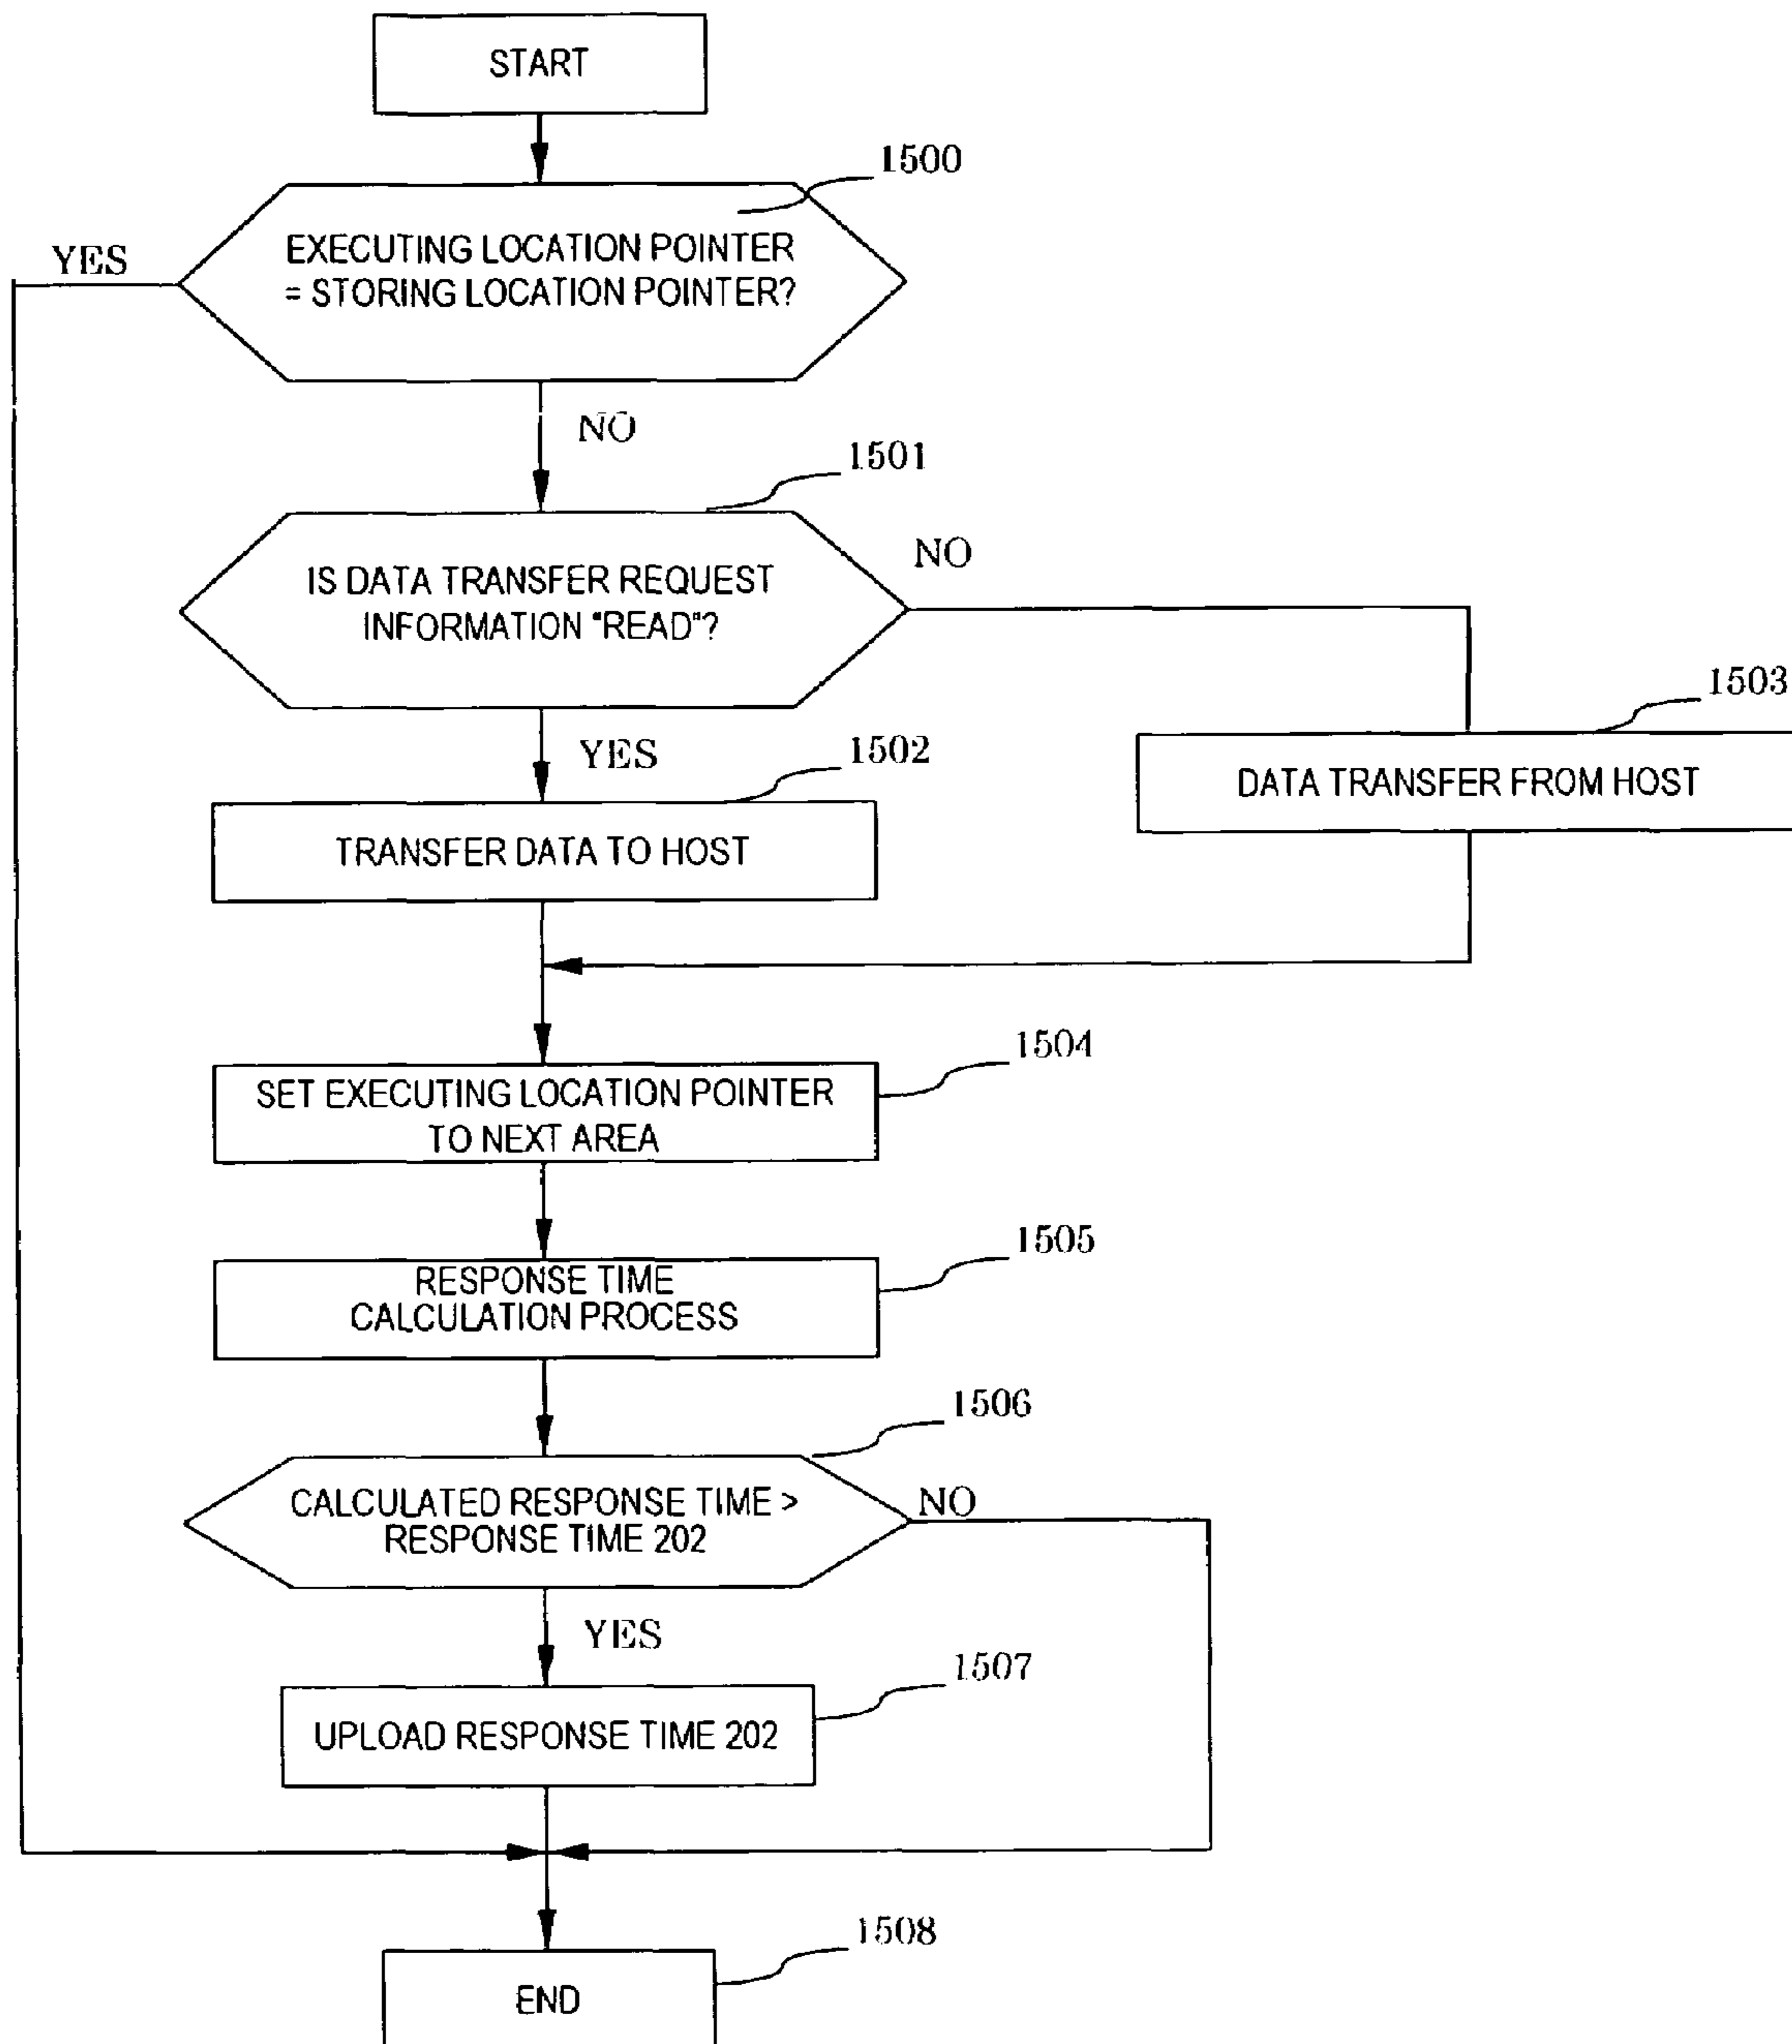 START
1500
EXECUTING LOCATION POINTER
= STORING LOCATION POINTER?
YES
NO
1501
IS DATA TRANSFER REQUEST
INFORMATION "READ"?
NO
YES
1502
TRANSFER DATA TO HOST
1503
DATA TRANSFER FROM HOST
1504
SET EXECUTING LOCATION POINTER
TO NEXT AREA
1505
RESPONSE TIME
CALCULATION PROCESS
1506
CALCULATED RESPONSE TIME >
RESPONSE TIME 202
NO
YES
1507
UPLOAD RESPONSE TIME 202
1508
END